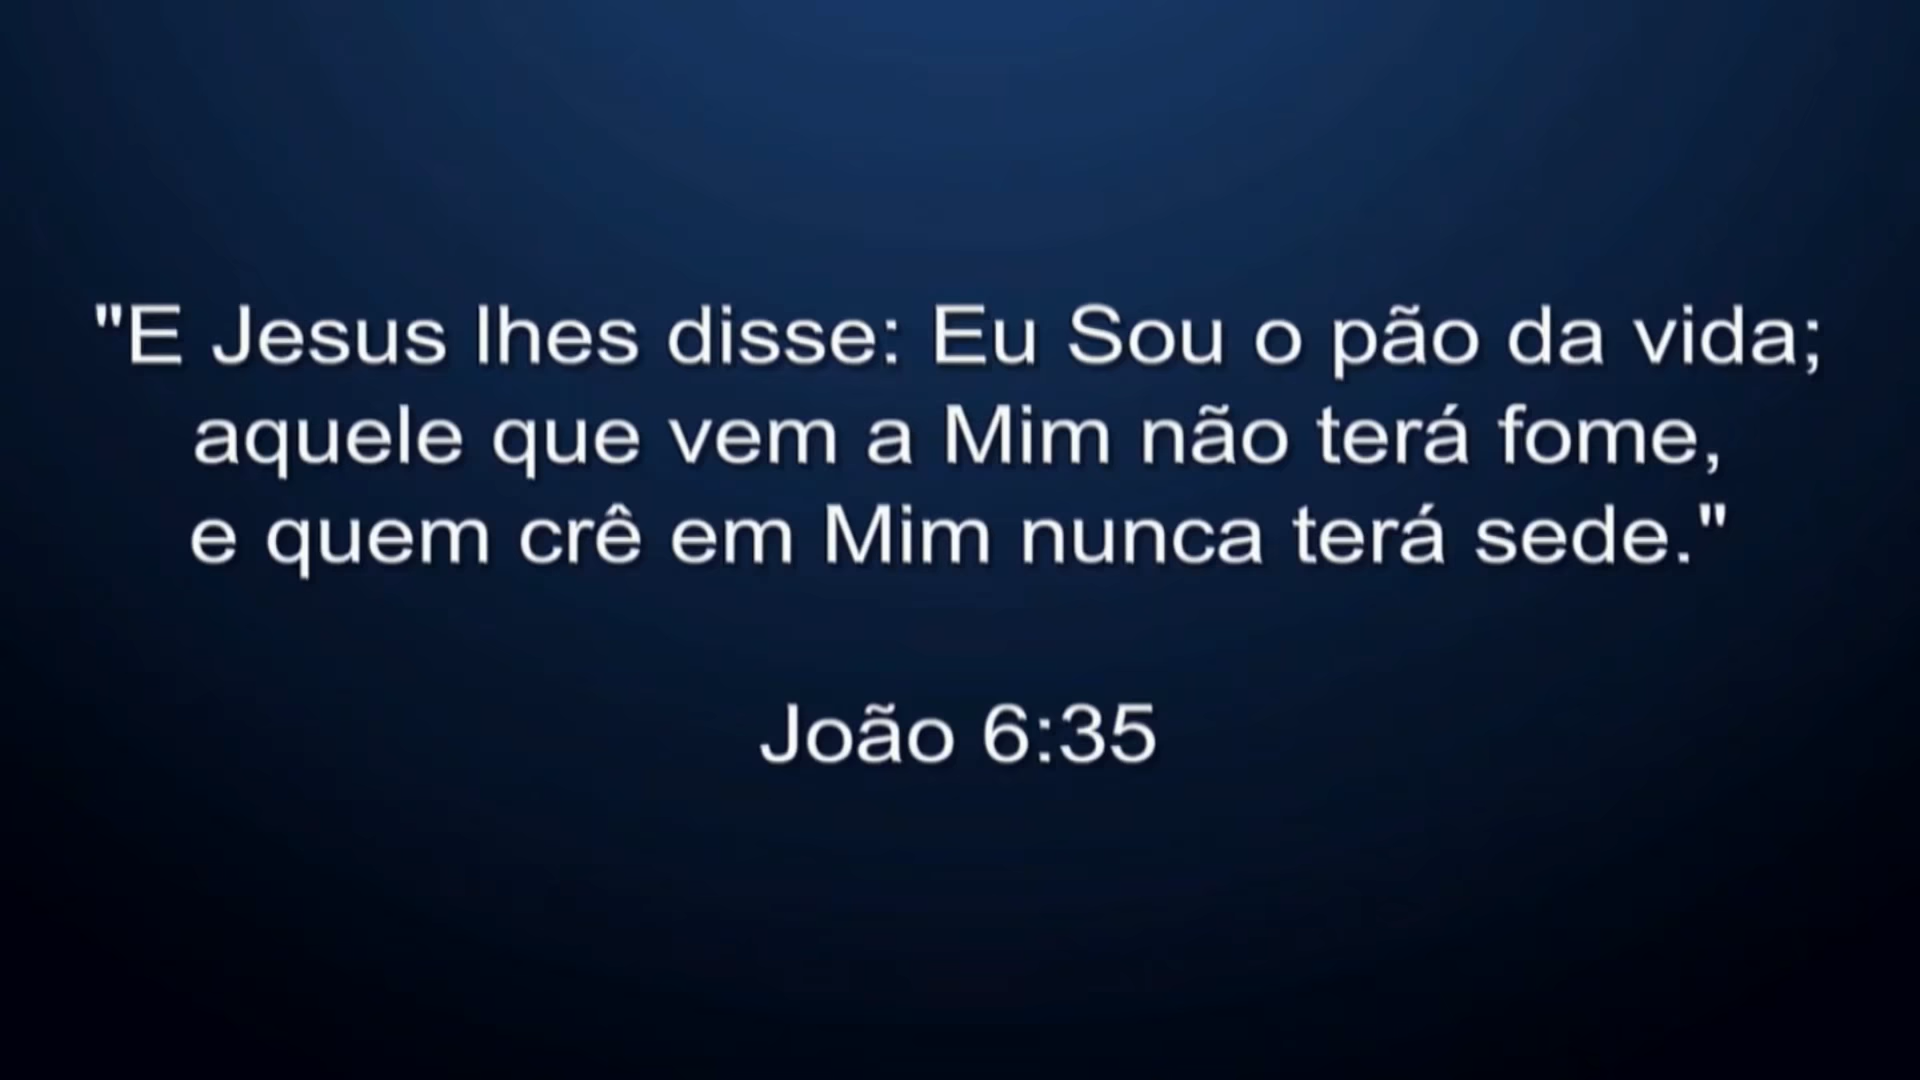 "E Jesus lhes disse: Eu Sou o pão da vida;
aquele que vem a Mim não terá fome,
e quem crê em Mim nunca terá sede."
João 6:35